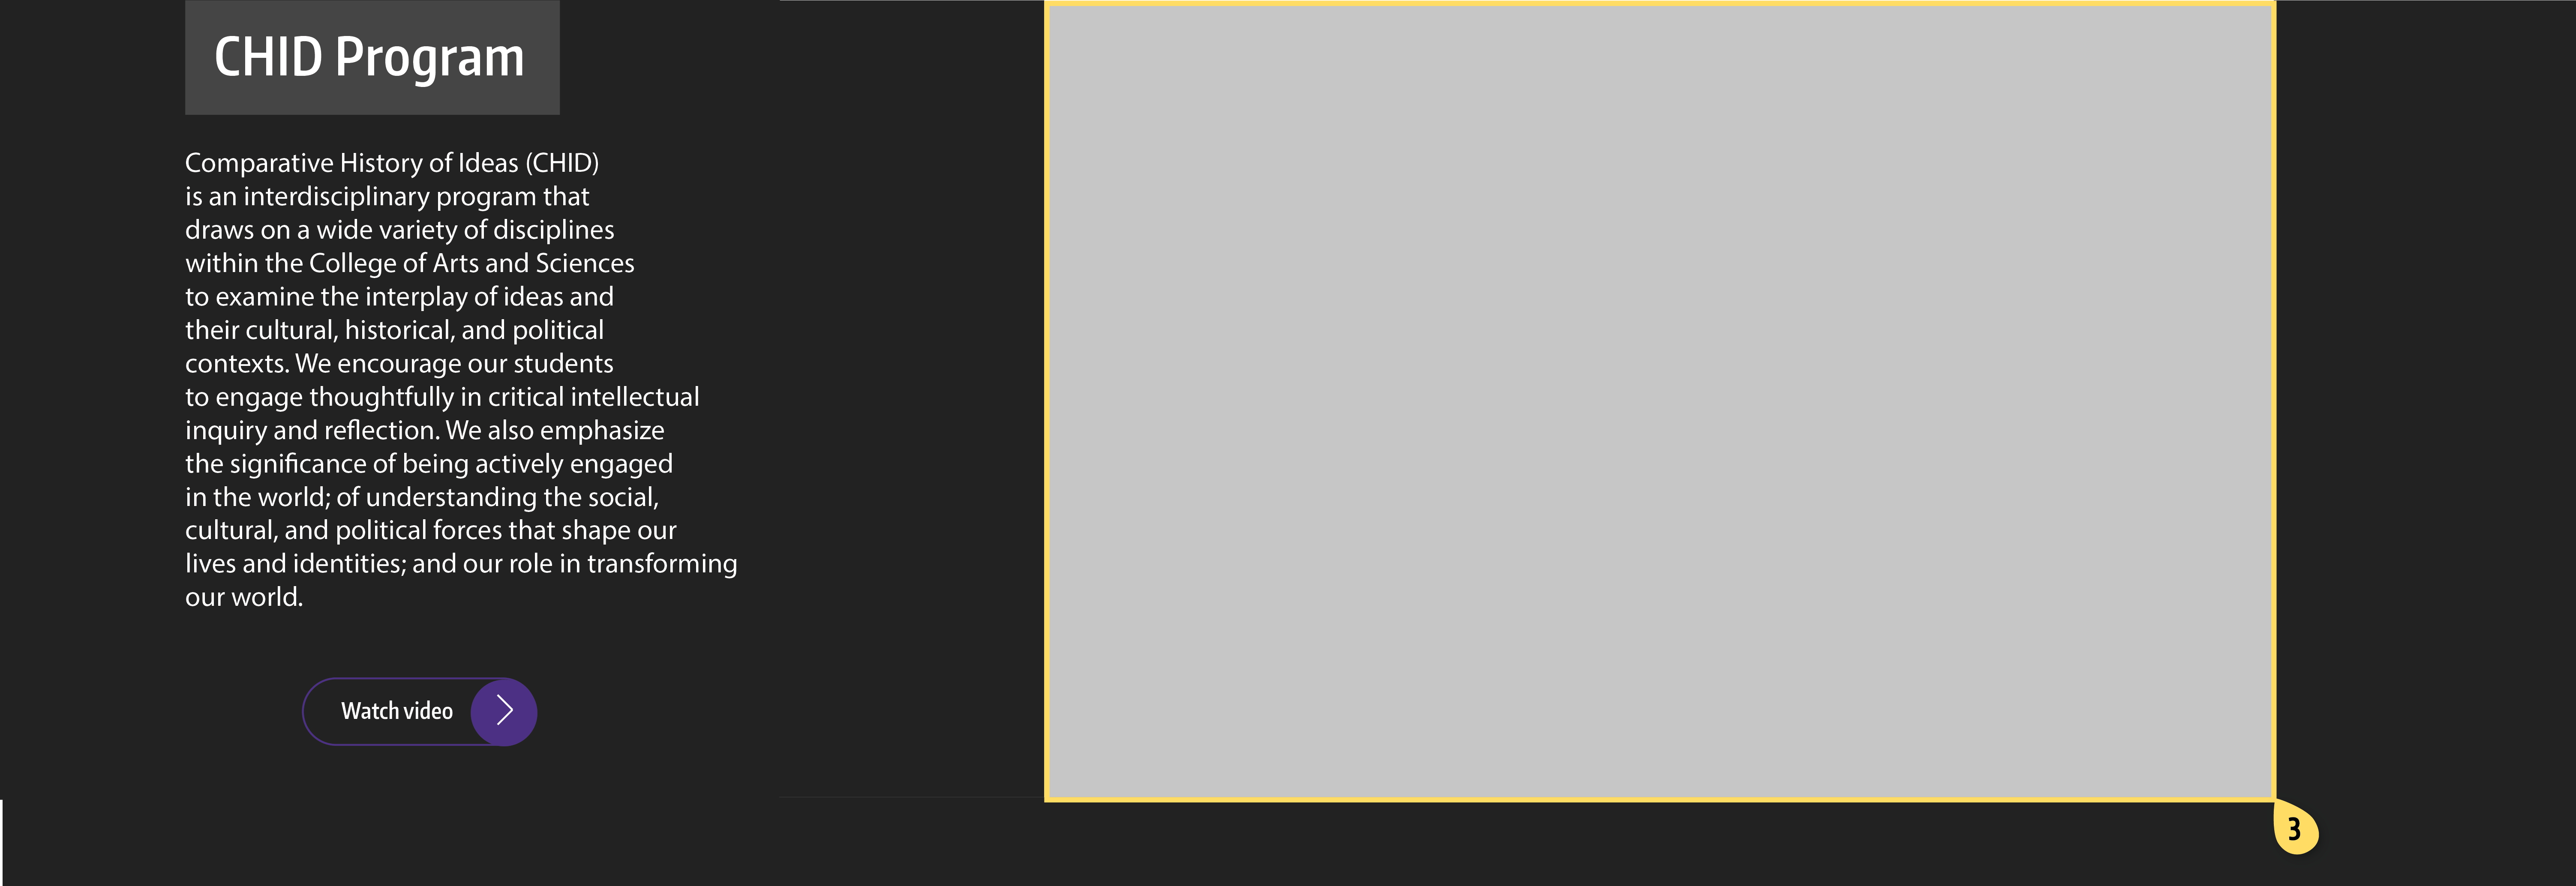 CHID Program
Comparative History of Ideas (CHID)
is an interdisciplinary program that
draws on a wide variety of disciplines
within the College of Arts and Sciences
to examine the interplay of ideas and
their cultural, historical, and political
contexts. We encourage our students
to engage thoughtfully in critical intellectual
inquiry and reflection. We also emphasize
the significance of being actively engaged
in the world; of understanding the social,
cultural, and political forces that shape our
lives and identities; and our role in transforming
our world.
Watch video
3